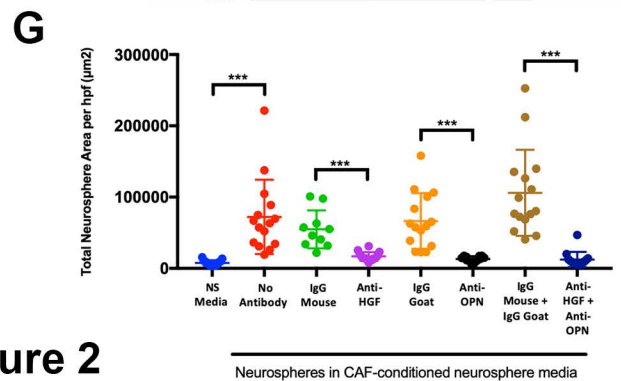 G
Total Neurosphere Area per hpf (µm2)
300000
200000
100000
0
***
***
***
***
NS
Media
No
Antibody
IgG
Mouse
Anti-
HGF
IgG
Goat
Anti-
OPN
IgG
Mouse +
IgG Goat
Anti-
HGF +
Anti-
OPN
ure 2
Neurospheres in CAF-conditioned neurosphere media